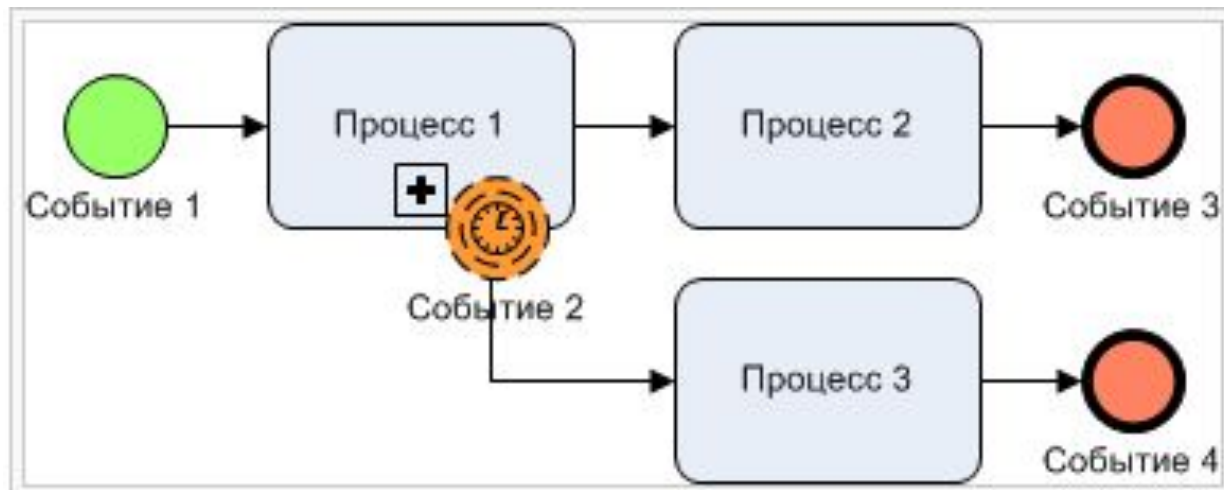 Процесс 1
Процесс 2
Событие 1
Событие 3
Событие 2
Процесс 3
Событие 4